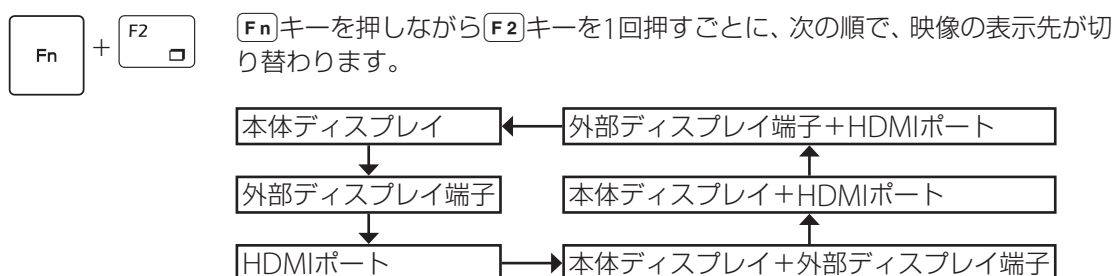 Fn
+
F2
Fnキーを押しながらF2キーを1回押すごとに、次の順で、映像の表示先が切
り替わります。
本体ディスプレイ
外部ディスプレイ端子＋HDMIポート
外部ディスプレイ端子
本体ディスプレイ＋HDMIポート
HDMIポート
本体ディスプレイ＋外部ディスプレイ端子